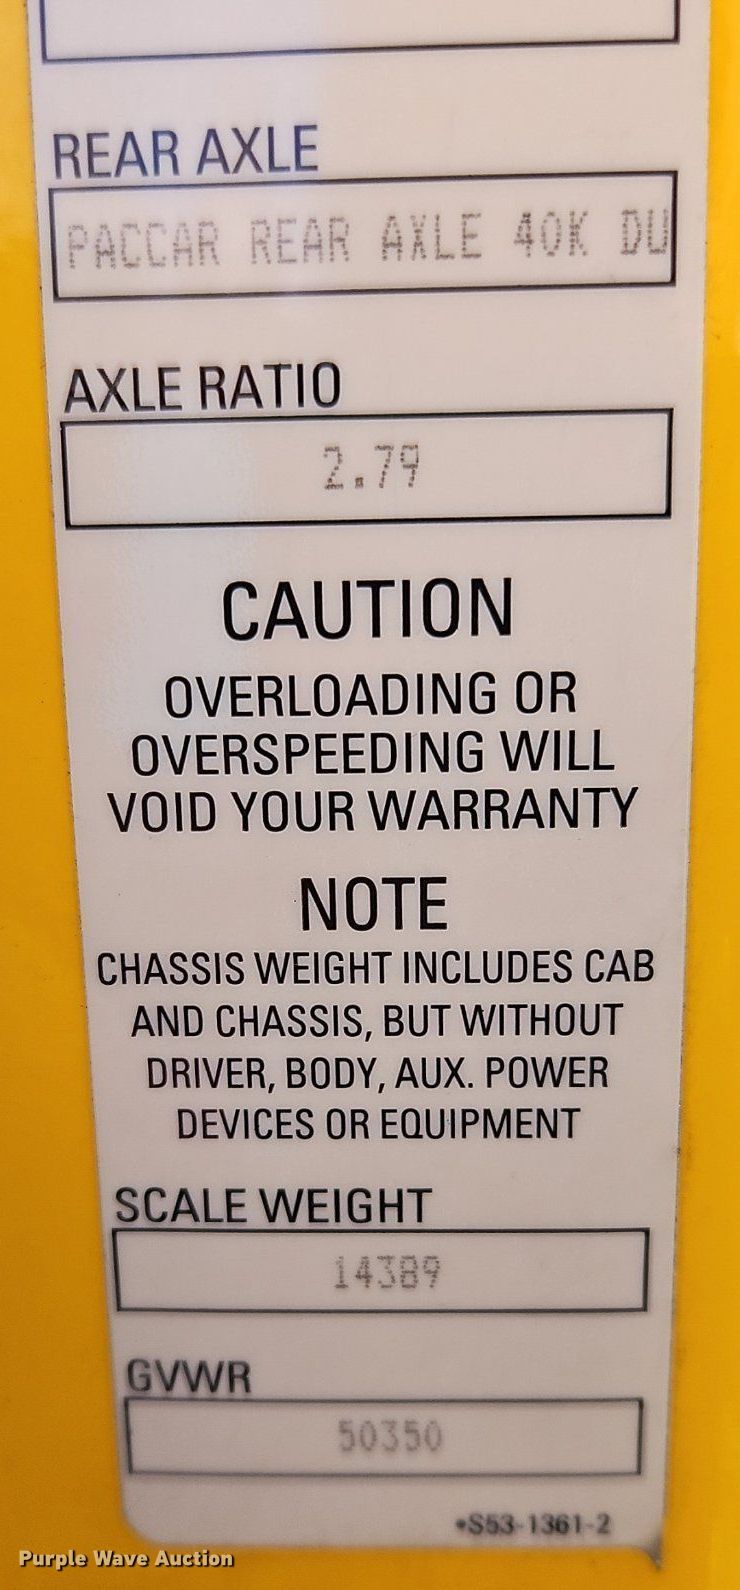 REAR AXLE
PACCAR REAR AXLE 40K DU
AXLE RATIO
2.79
CAUTION
OVERLOADING OR
OVERSPEEDING WILL
VOID YOUR WARRANTY
NOTE
CHASSIS WEIGHT INCLUDES CAB
AND CHASSIS, BUT WITHOUT
DRIVER, BODY, AUX. POWER
DEVICES OR EQUIPMENT
SCALE WEIGHT
14389
GVWR
50350
•S53-1361-2
Purple Wave Auction